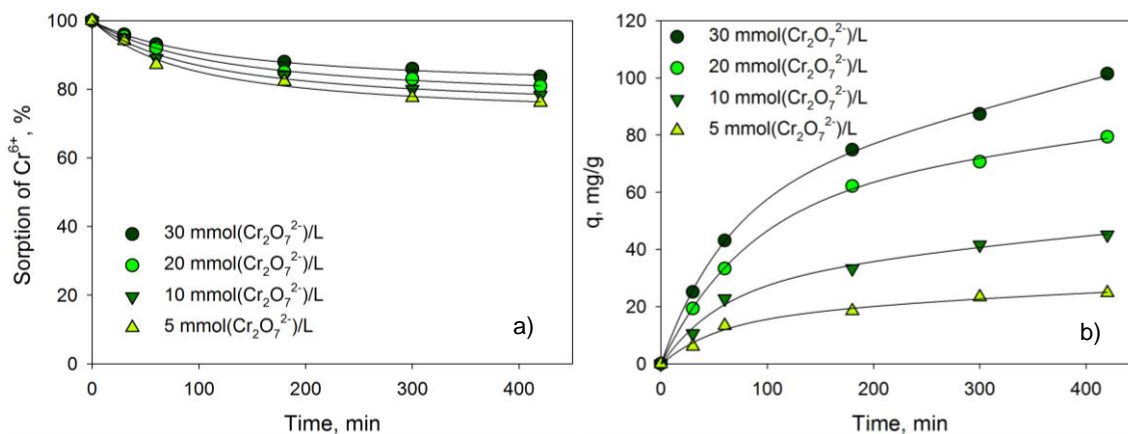 Sorption of Cr⁶⁺, %
100
80
60
40
20
0
30 mmol(Cr₂O₇²⁻)/L
20 mmol(Cr₂O₇²⁻)/L
10 mmol(Cr₂O₇²⁻)/L
5 mmol(Cr₂O₇²⁻)/L
a)
0 100 200 300 400
Time, min
q, mg/g
120
100
80
60
40
20
0
30 mmol(Cr₂O₇²⁻)/L
20 mmol(Cr₂O₇²⁻)/L
10 mmol(Cr₂O₇²⁻)/L
5 mmol(Cr₂O₇²⁻)/L
b)
0 100 200 300 400
Time, min